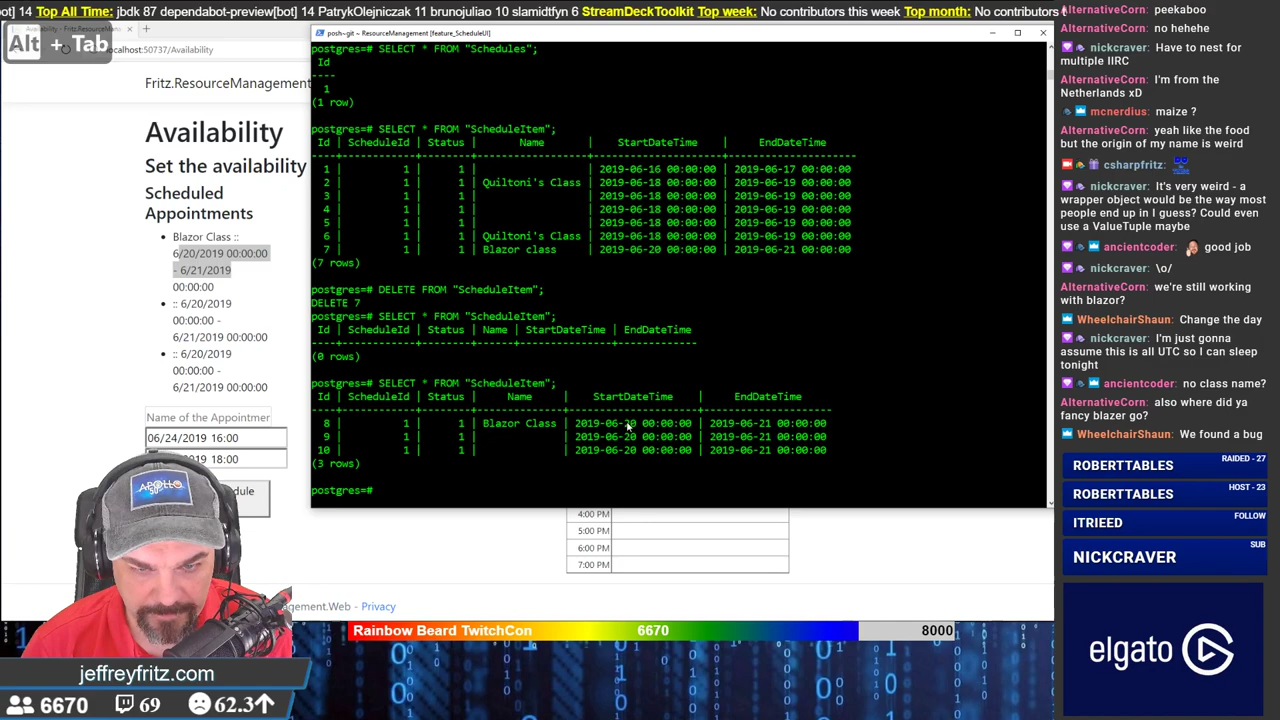 ot] 14 Top All Time: jbdk 87 dependabot-preview[bot] 14 PatrykOlejniczak 11 brunojuliao 10 slamidtfyn 6 StreamDeckToolkit Top week: No contributors this week Top month: No contributors t
Alt + Tab
localhost:50737/Availability
Fritz.ResourceManagement
Availability
Set the availability
Scheduled
Appointments
Blazor Class ::
6/20/2019 00:00:00
- 6/21/2019
00:00:00
:: 6/20/2019
00:00:00 -
6/21/2019 00:00:00
:: 6/20/2019
00:00:00 -
6/21/2019 00:00:00
Name of the Appointmer
06/24/2019 16:00
/2019 18:00
edule
posh~git ~ ResourceManagement [feature_ScheduleUI]
postgres=# SELECT * FROM "Schedules";
Id
----
1
(1 row)
postgres=# SELECT * FROM "ScheduleItem";
Id | ScheduleId | Status | Name | StartDateTime | EndDateTime
1 | 1 | 1 | | 2019-06-16 00:00:00 | 2019-06-17 00:00:00
2 | 1 | 1 | Quiltoni's Class | 2019-06-18 00:00:00 | 2019-06-19 00:00:00
3 | 1 | 1 | | 2019-06-18 00:00:00 | 2019-06-19 00:00:00
4 | 1 | 1 | | 2019-06-18 00:00:00 | 2019-06-19 00:00:00
5 | 1 | 1 | | 2019-06-18 00:00:00 | 2019-06-19 00:00:00
6 | 1 | 1 | Quiltoni's Class | 2019-06-18 00:00:00 | 2019-06-19 00:00:00
7 | 1 | 1 | Blazor class | 2019-06-20 00:00:00 | 2019-06-21 00:00:00
(7 rows)
postgres=# DELETE FROM "ScheduleItem";
DELETE 7
postgres=# SELECT * FROM "ScheduleItem";
Id | ScheduleId | Status | Name | StartDateTime | EndDateTime
(0 rows)
postgres=# SELECT * FROM "ScheduleItem";
Id | ScheduleId | Status | Name | StartDateTime | EndDateTime
8 | 1 | 1 | Blazor Class | 2019-06-20 00:00:00 | 2019-06-21 00:00:00
9 | 1 | 1 | | 2019-06-20 00:00:00 | 2019-06-21 00:00:00
10 | 1 | 1 | | 2019-06-20 00:00:00 | 2019-06-21 00:00:00
(3 rows)
postgres=#
4:00 PM
5:00 PM
6:00 PM
7:00 PM
gement.Web - Privacy
AlternativeCorn: peekaboo
AlternativeCorn: no hehehe
nickcraver: Have to nest for
multiple IIRC
AlternativeCorn: I'm from the
Netherlands xD
mcnerdius: maize ?
AlternativeCorn: yeah like the food
but the origin of my name is weird
csharpfritz:
nickcraver: It's very weird - a
wrapper object would be the way most
people end up in I guess? Could even
use a ValueTuple maybe
ancientcoder: good job
nickcraver: \o/
AlternativeCorn: we're still working
with blazor?
WheelchairShaun: Change the day
nickcraver: I'm just gonna
assume this is all UTC so I can sleep
tonight
ancientcoder: no class name?
AlternativeCorn: also where did ya
fancy blazer go?
WheelchairShaun: We found a bug
ROBERTTABLES RAIDED - 27
ROBERTTABLES HOST - 23
ITRIEED FOLLOW
NICKCRAVER SUB
elgato
APOLLO
50
Rainbow Beard TwitchCon 6670 8000
jeffreyfritz.com
6670 69 62.3